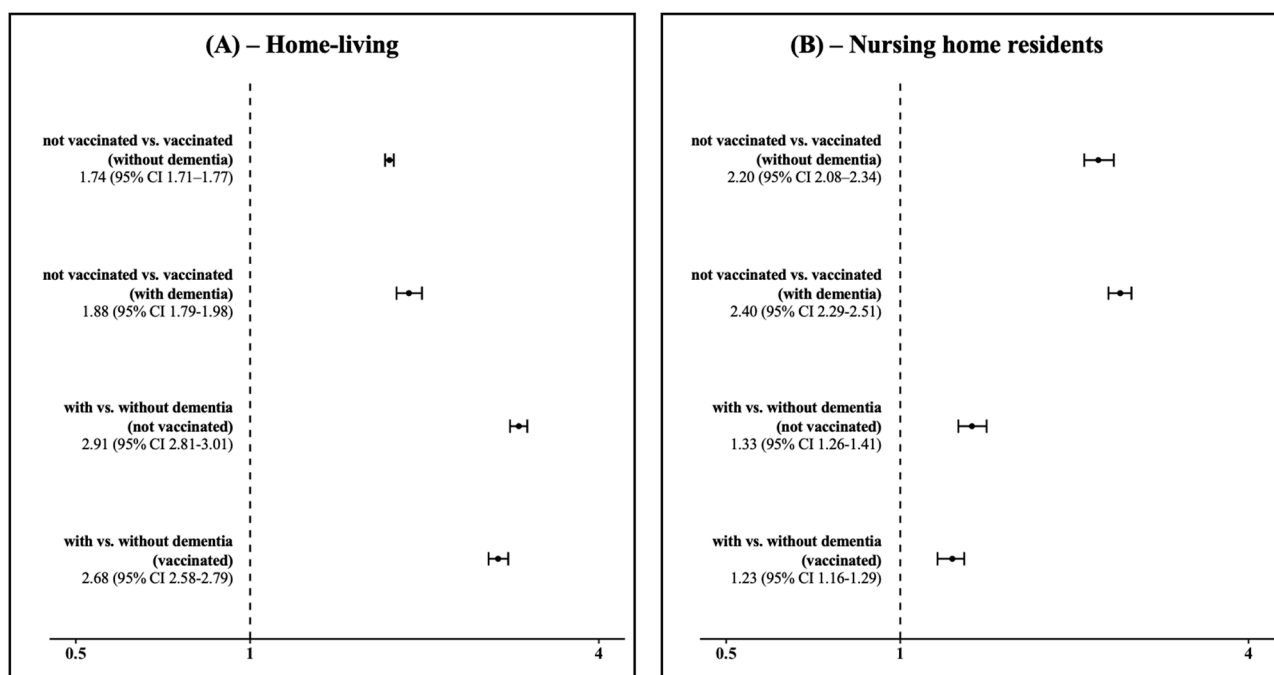 (A) – Home-living
not vaccinated vs. vaccinated
(without dementia)
1.74 (95% CI 1.71–1.77)
not vaccinated vs. vaccinated
(with dementia)
1.88 (95% CI 1.79-1.98)
with vs. without dementia
(not vaccinated)
2.91 (95% CI 2.81-3.01)
with vs. without dementia
(vaccinated)
2.68 (95% CI 2.58-2.79)
0.5 1 4
(B) – Nursing home residents
not vaccinated vs. vaccinated
(without dementia)
2.20 (95% CI 2.08–2.34)
not vaccinated vs. vaccinated
(with dementia)
2.40 (95% CI 2.29-2.51)
with vs. without dementia
(not vaccinated)
1.33 (95% CI 1.26-1.41)
with vs. without dementia
(vaccinated)
1.23 (95% CI 1.16-1.29)
0.5 1 4